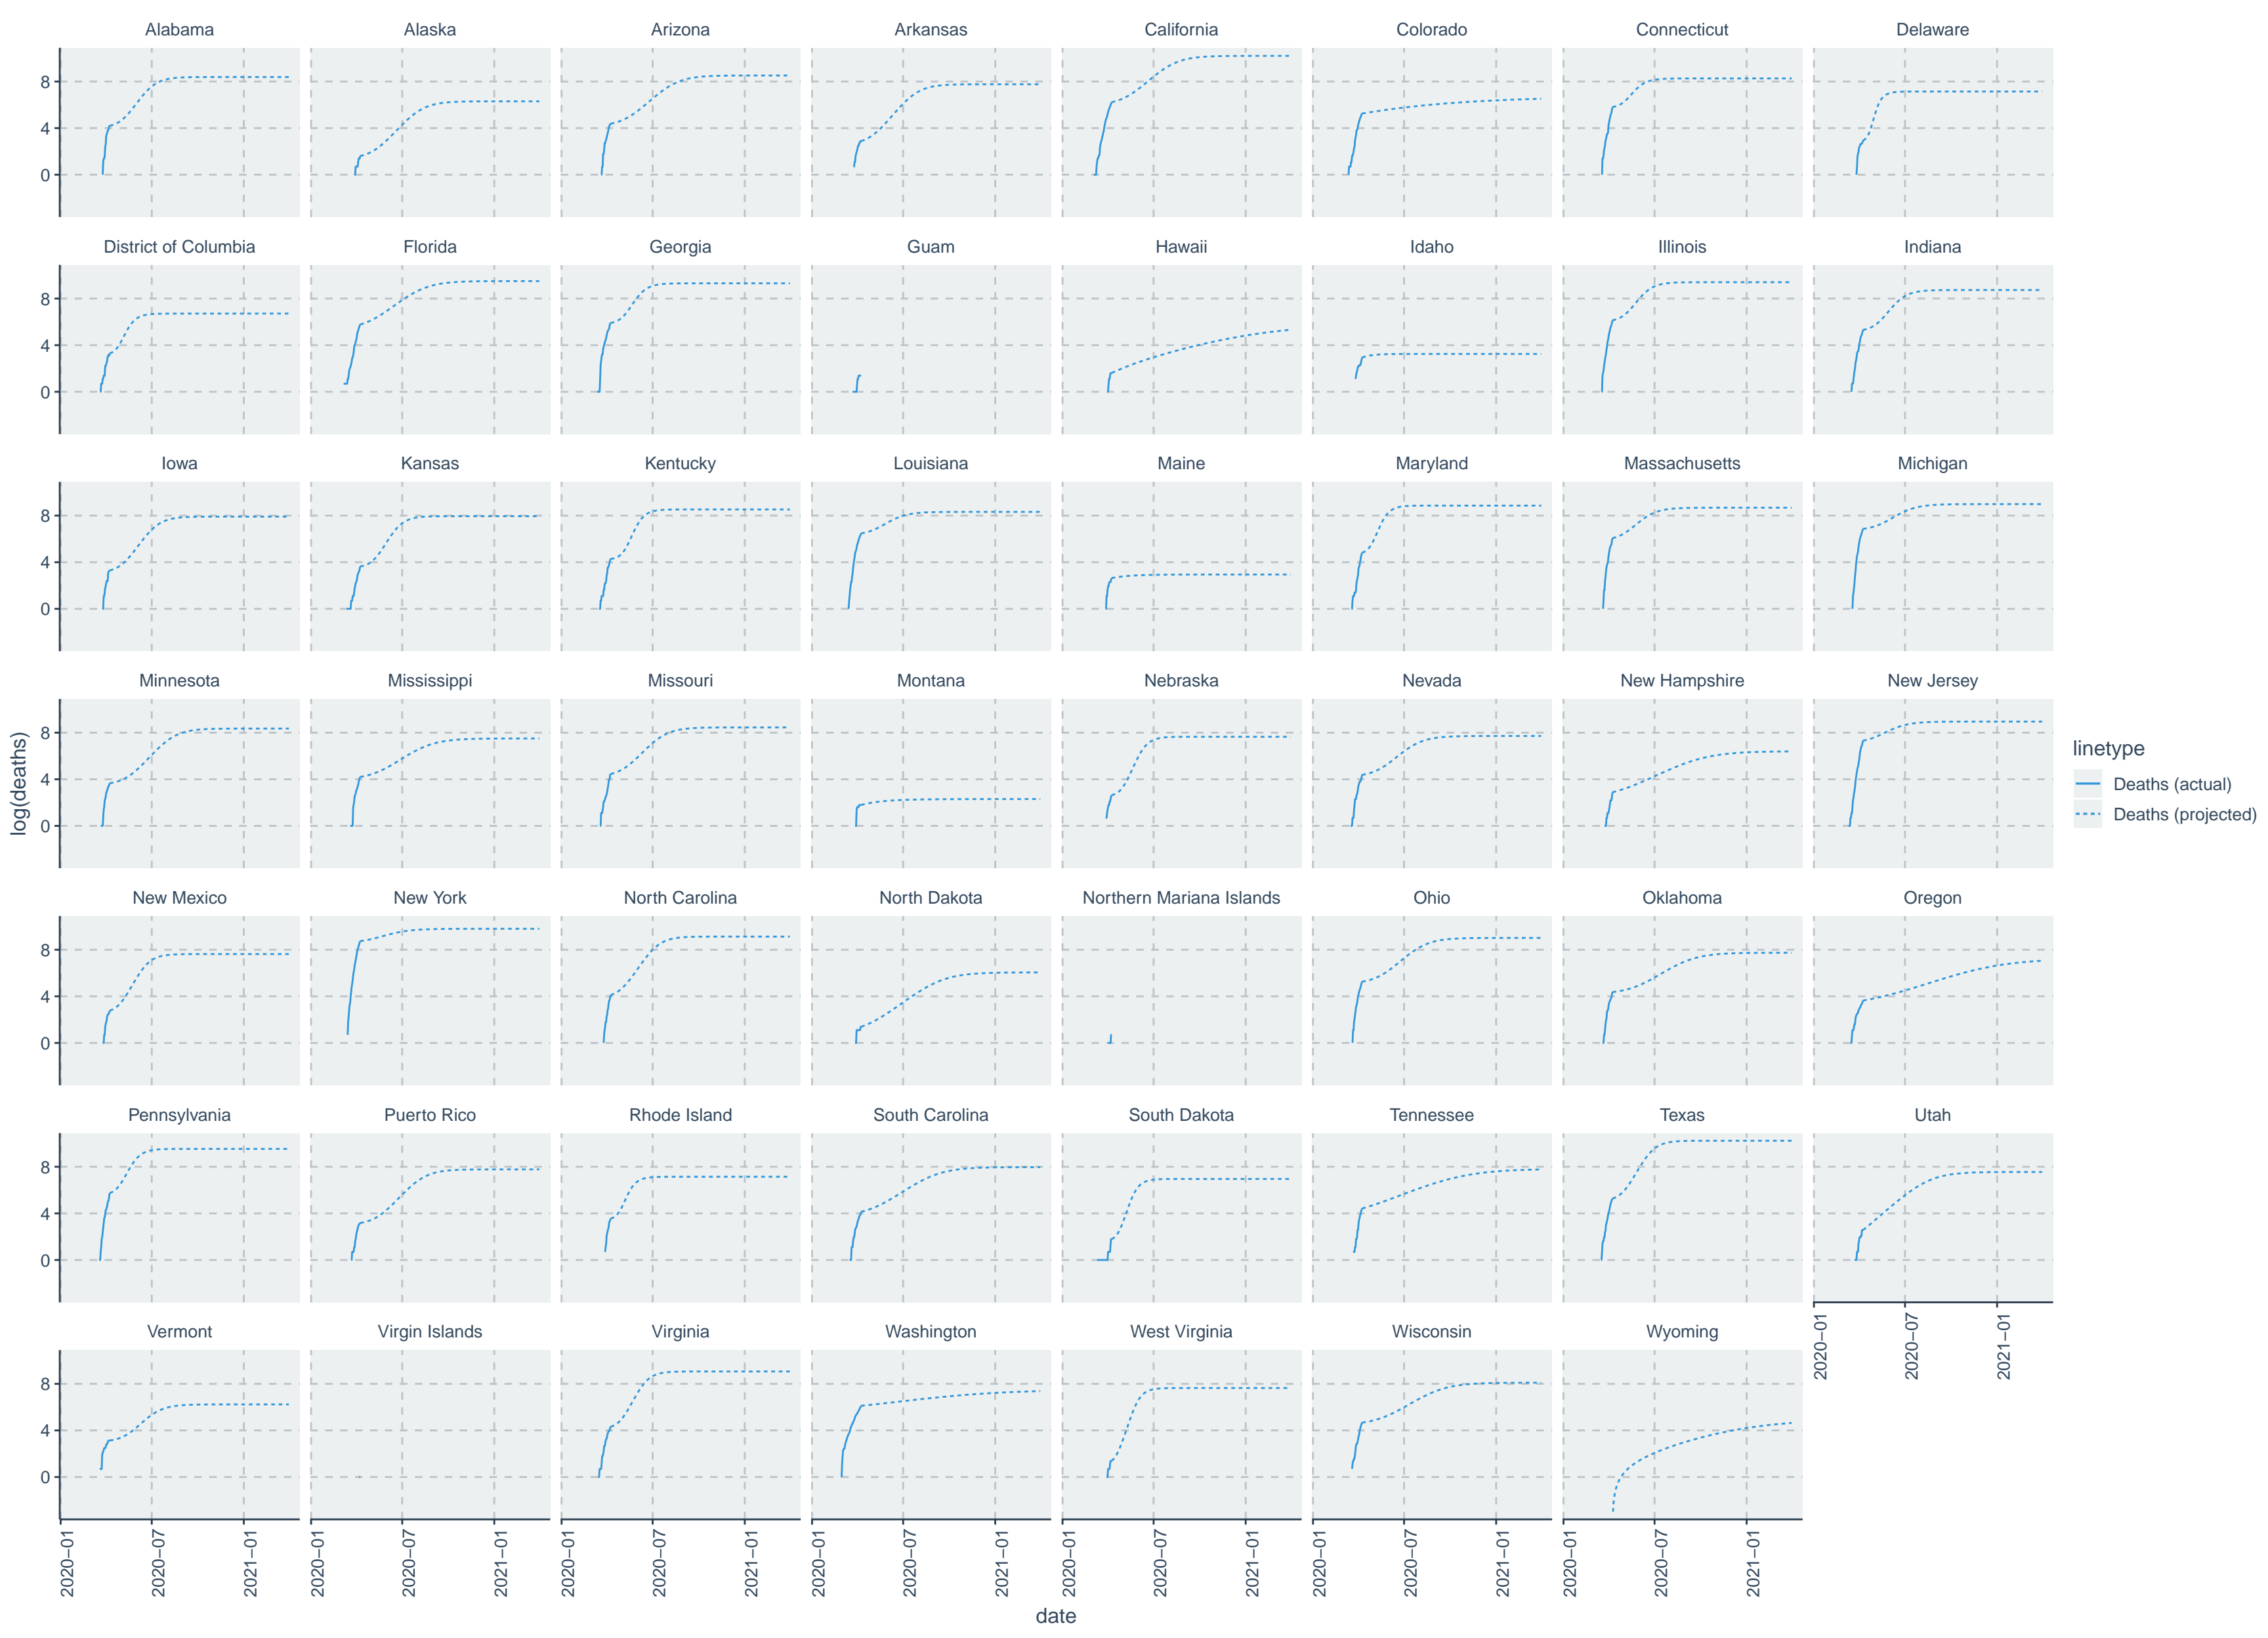 Alabama Alaska Arizona Arkansas California Colorado Connecticut Delaware
8
4
0
District of Columbia Florida Georgia Guam Hawaii Idaho Illinois Indiana
8
4
0
Iowa Kansas Kentucky Louisiana Maine Maryland Massachusetts Michigan
8
4
0
Minnesota Mississippi Missouri Montana Nebraska Nevada New Hampshire New Jersey
8
4
0
log(deaths)
linetype
Deaths (actual)
Deaths (projected)
New Mexico New York North Carolina North Dakota Northern Mariana Islands Ohio Oklahoma Oregon
8
4
0
Pennsylvania Puerto Rico Rhode Island South Carolina South Dakota Tennessee Texas Utah
8
4
0
2020−01 2020−07 2021−01
Vermont Virgin Islands Virginia Washington West Virginia Wisconsin Wyoming
8
4
0
2020−01 2020−07 2021−01 2020−01 2020−07 2021−01 2020−01 2020−07 2021−01 2020−01 2020−07 2021−01 2020−01 2020−07 2021−01 2020−01 2020−07 2021−01 2020−01 2020−07 2021−01
date